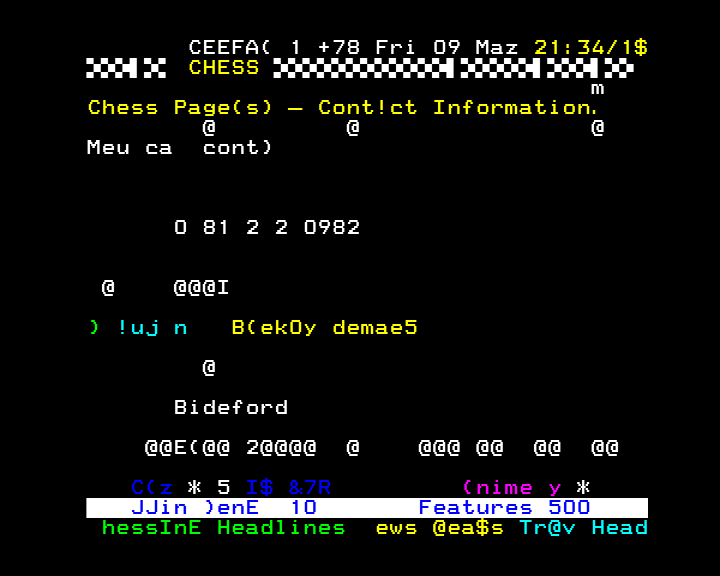 CEEFA( 1 +78 Fri 09 Maz 21:34/1$
CHESS
m
Chess Page(s) – Cont!ct Information.
@ @ @
Meu ca cont)
0 81 2 2 0982
@ @@@I
) !uj n B(ekOy demae5
@
Bideford
@@E(@@ 2@@@@ @ @@@ @@ @@ @@
C(z * 5 I$ &7R (nime y *
JJin )enE 10 Features 500
hessInE Headlines ews @ea$s Tr@v Head